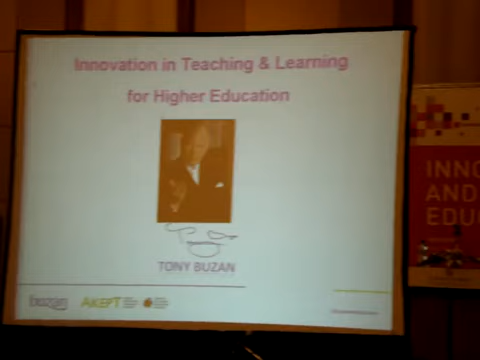 Innovation in Teaching & Learning
for Higher Education
TONY BUZAN
buzan
AKEPT
INNO
AND
EDU